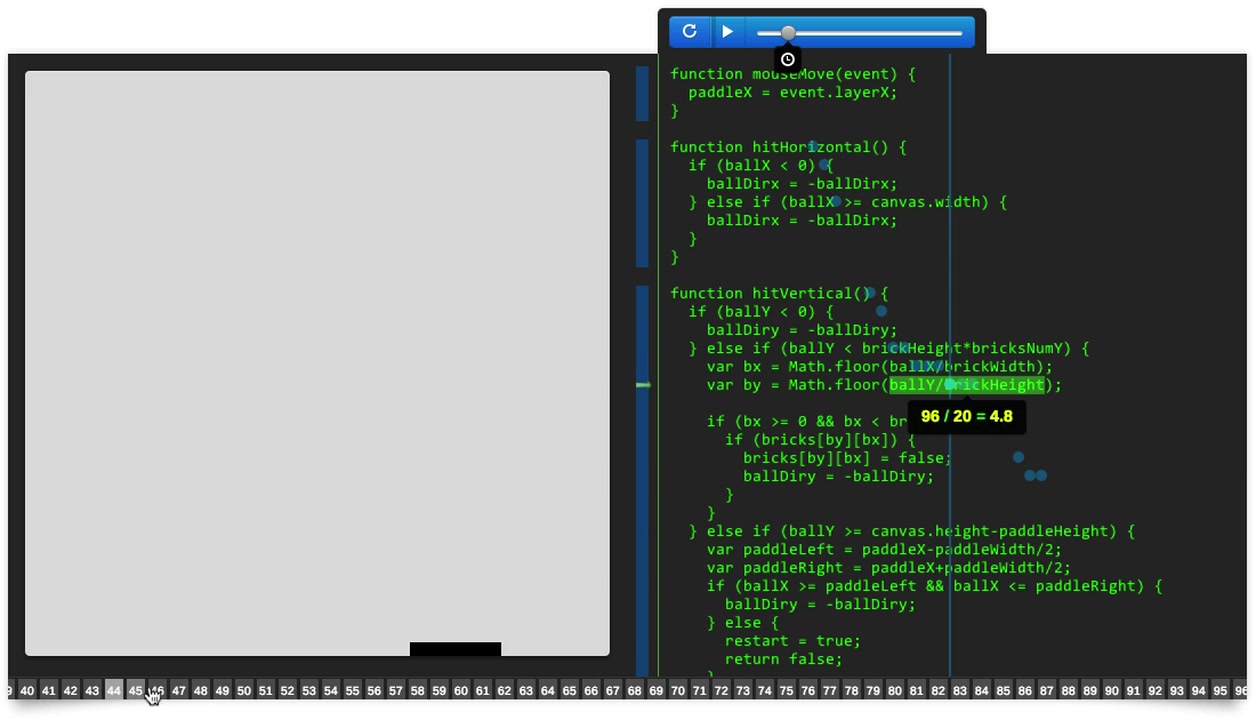 function mouseMove(event) {
  paddleX = event.layerX;
}
function hitHorizontal() {
  if (ballX < 0) {
    ballDirx = -ballDirx;
  } else if (ballX >= canvas.width) {
    ballDirx = -ballDirx;
  }
}
function hitVertical() {
  if (ballY < 0) {
    ballDiry = -ballDiry;
  } else if (ballY < brickHeight*bricksNumY) {
    var bx = Math.floor(ballX/brickWidth);
    var by = Math.floor(ballY/brickHeight);
96 / 20 = 4.8
    if (bx >= 0 && bx < br
      if (bricks[by][bx]) {
        bricks[by][bx] = false;
        ballDiry = -ballDiry;
      }
    }
  } else if (ballY >= canvas.height-paddleHeight) {
    var paddleLeft = paddleX-paddleWidth/2;
    var paddleRight = paddleX+paddleWidth/2;
    if (ballX >= paddleLeft && ballX <= paddleRight) {
      ballDiry = -ballDiry;
    } else {
      restart = true;
      return false;
    }
9 40 41 42 43 44 45 46 47 48 49 50 51 52 53 54 55 56 57 58 59 60 61 62 63 64 65 66 67 68 69 70 71 72 73 74 75 76 77 78 79 80 81 82 83 84 85 86 87 88 89 90 91 92 93 94 95 96